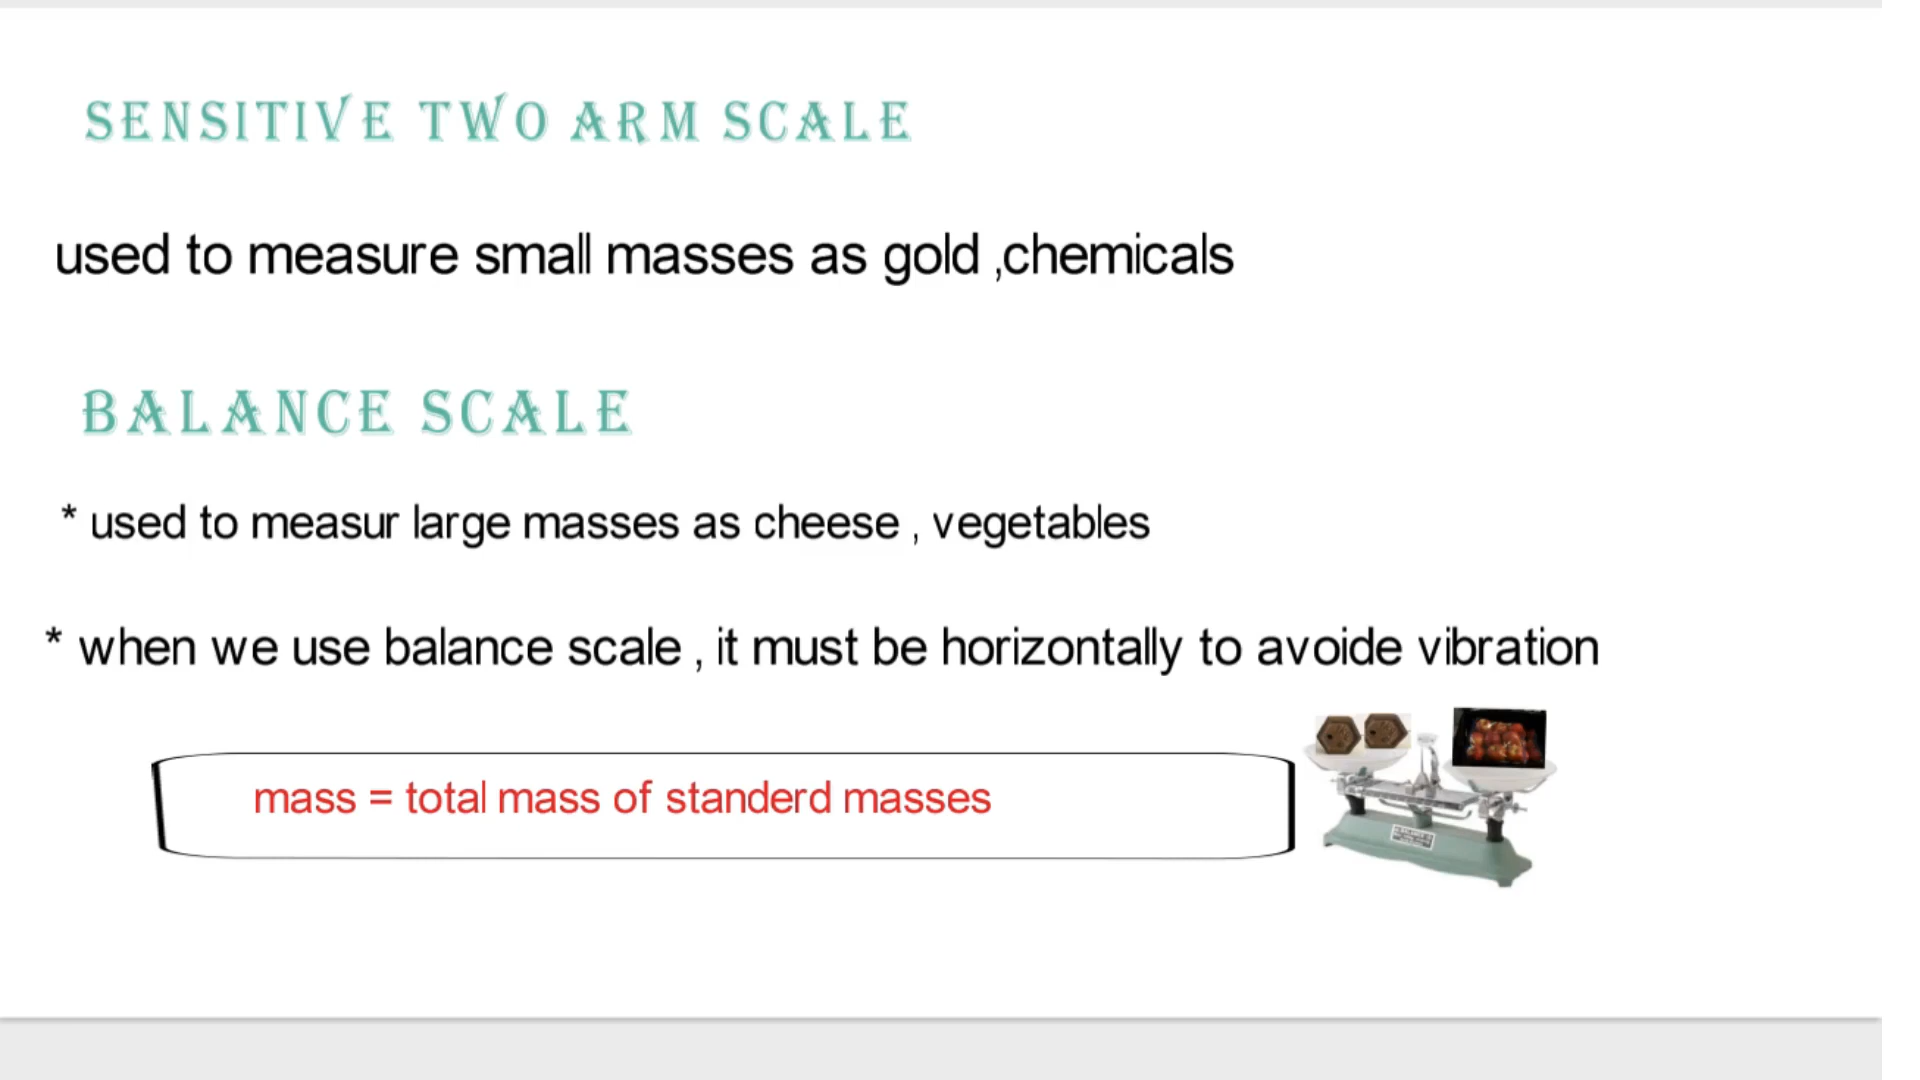 SENSITIVE TWO ARM SCALE
used to measure small masses as gold ,chemicals
BALANCE SCALE
* used to measur large masses as cheese , vegetables
* when we use balance scale , it must be horizontally to avoide vibration
mass = total mass of standerd masses